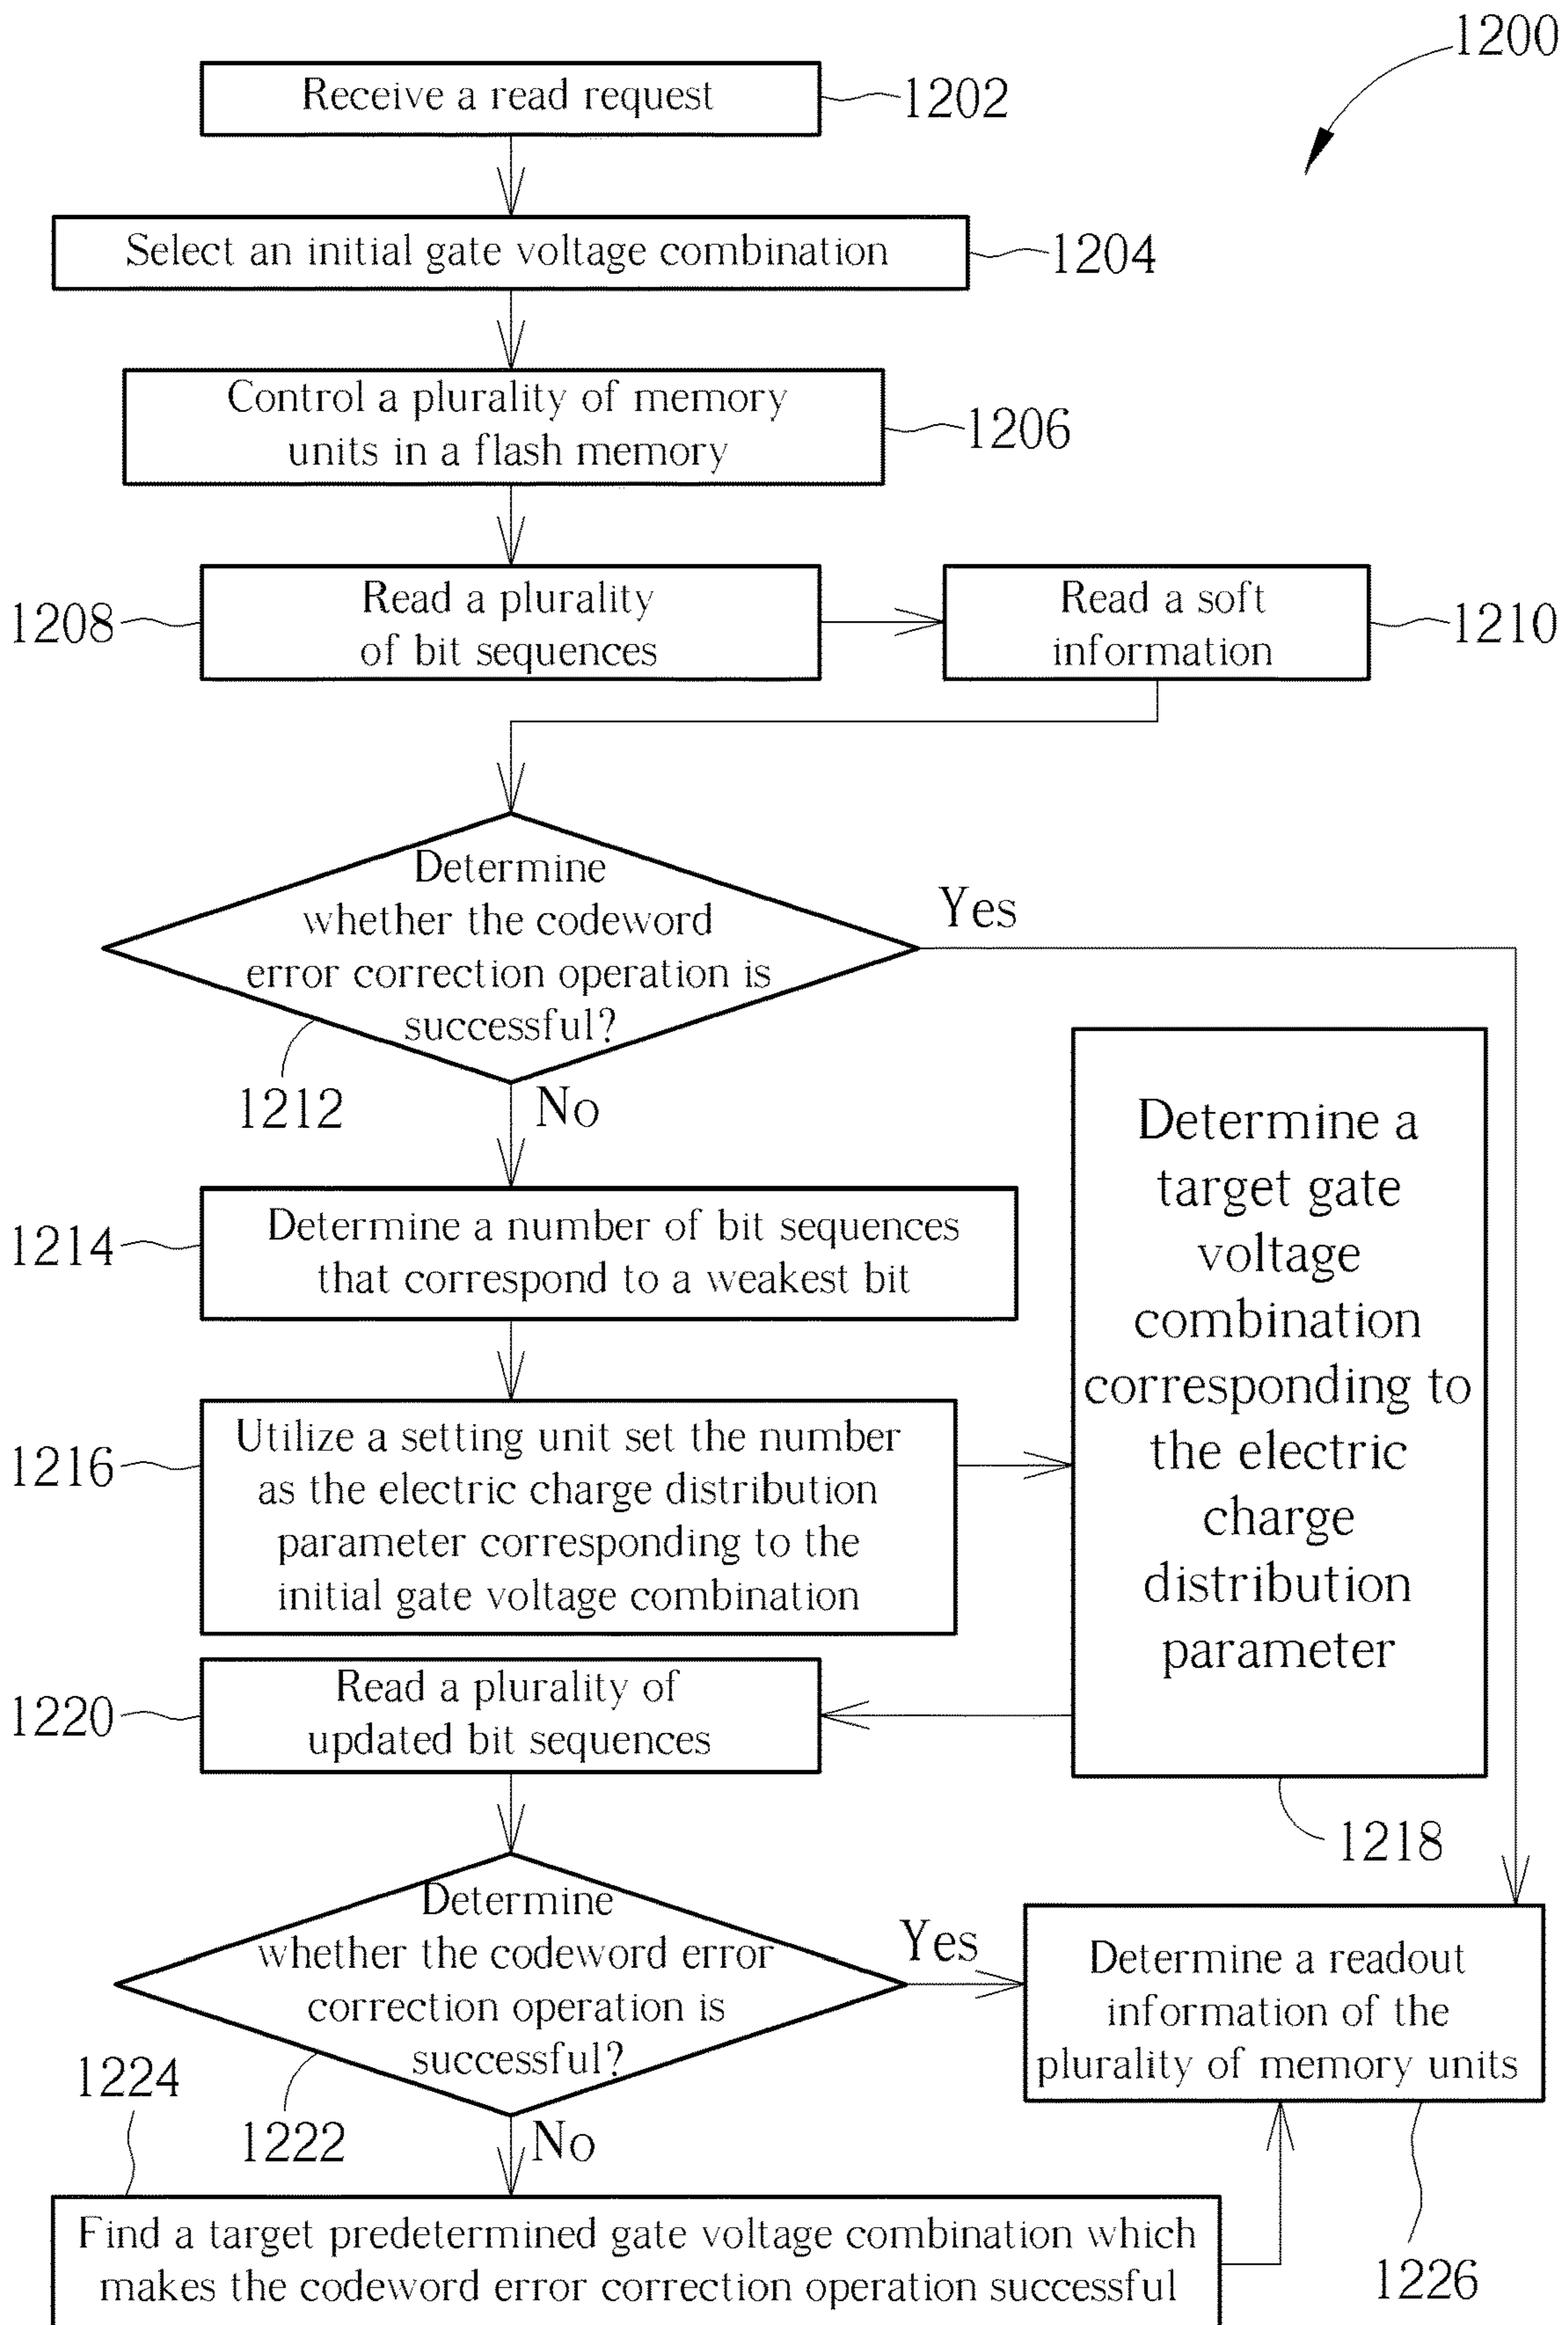 1200
Receive a read request
1202
Select an initial gate voltage combination
1204
Control a plurality of memory
units in a flash memory
1206
1208
Read a plurality
of bit sequences
Read a soft
information
1210
Determine
whether the codeword
error correction operation is
successful?
Yes
1212
No
1214
Determine a number of bit sequences
that correspond to a weakest bit
1216
Utilize a setting unit set the number
as the electric charge distribution
parameter corresponding to the
initial gate voltage combination
Determine a
target gate
voltage
combination
corresponding to
the electric
charge
distribution
parameter
1218
1220
Read a plurality of
updated bit sequences
Determine
whether the codeword error
correction operation is
successful?
Yes
1222
No
Determine a readout
information of the
plurality of memory units
1226
1224
Find a target predetermined gate voltage combination which
makes the codeword error correction operation successful